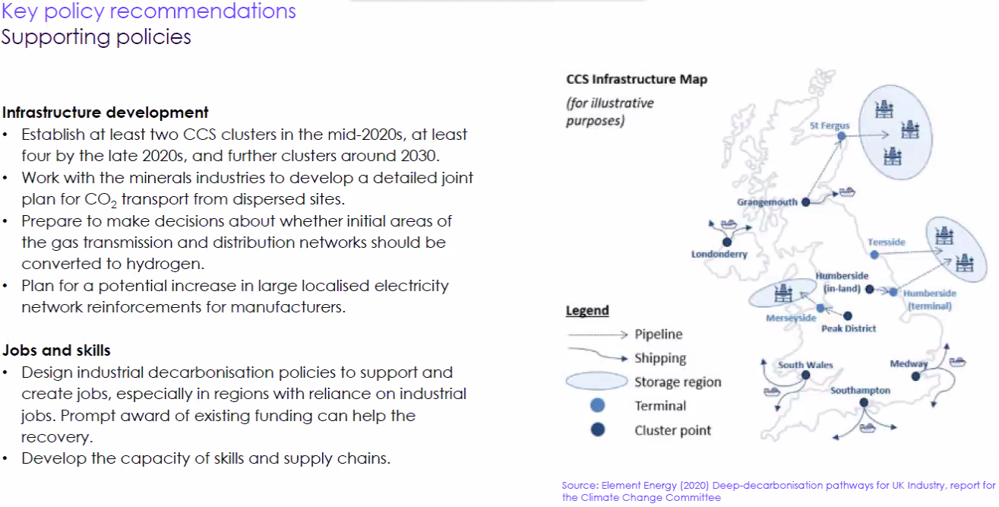 Key policy recommendations
Supporting policies
Infrastructure development
• Establish at least two CCS clusters in the mid-2020s, at least
four by the late 2020s, and further clusters around 2030.
• Work with the minerals industries to develop a detailed joint
plan for CO₂ transport from dispersed sites.
• Prepare to make decisions about whether initial areas of
the gas transmission and distribution networks should be
converted to hydrogen.
• Plan for a potential increase in large localised electricity
network reinforcements for manufacturers.
Jobs and skills
• Design industrial decarbonisation policies to support and
create jobs, especially in regions with reliance on industrial
jobs. Prompt award of existing funding can help the
recovery.
• Develop the capacity of skills and supply chains.
CCS Infrastructure Map
(for illustrative
purposes)
St Fergus
Grangemouth
Londonderry
Teesside
Humberside
(in-land)
Humberside
(terminal)
Merseyside
Peak District
South Wales
Medway
Southampton
Legend
Pipeline
Shipping
Storage region
Terminal
Cluster point
Source: Element Energy (2020) Deep-decarbonisation pathways for UK Industry, report for
the Climate Change Committee